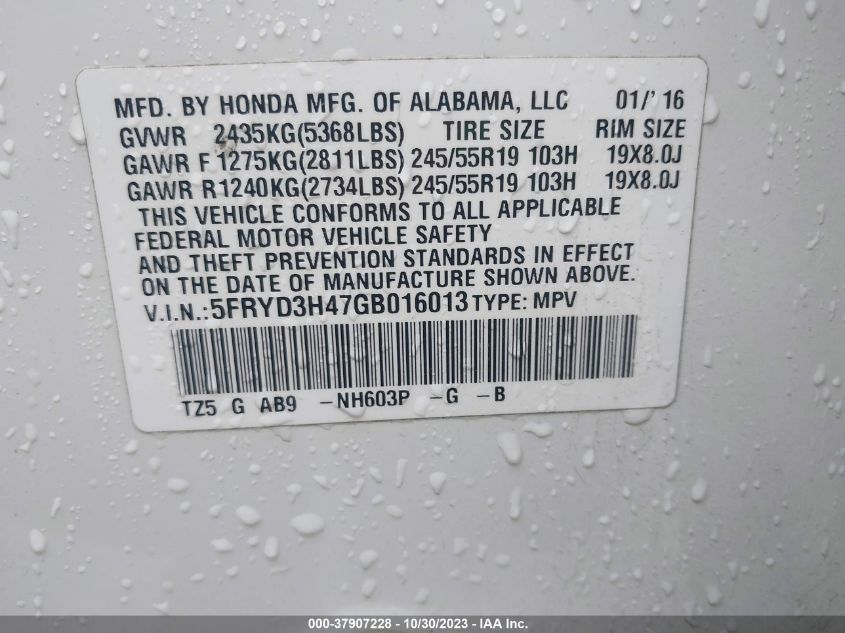 MFD. BY HONDA MFG. OF ALABAMA, LLC 01/'16
GVWR 2435KG(5368LBS) TIRE SIZE RIM SIZE
GAWR F 1275KG(2811LBS) 245/55R19 103H 19X8.0J
GAWR R1240KG(2734LBS) 245/55R19 103H 19X8.0J
THIS VEHICLE CONFORMS TO ALL APPLICABLE
FEDERAL MOTOR VEHICLE SAFETY
AND THEFT PREVENTION STANDARDS IN EFFECT
ON THE DATE OF MANUFACTURE SHOWN ABOVE.
V.I.N.:5FRYD3H47GB016013 TYPE: MPV
TZ5 G AB9 -NH603P -G -B
000-37907228 - 10/30/2023 - IAA Inc.